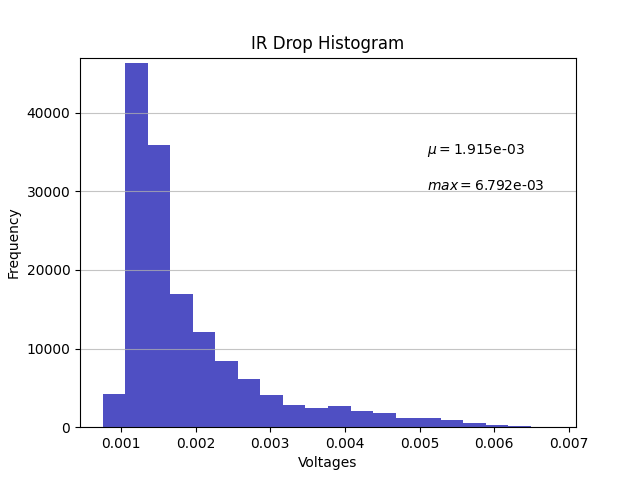 IR Drop Histogram
40000
30000
20000
10000
0
Frequency
μ = 1.915e-03
max = 6.792e-03
0.001 0.002 0.003 0.004 0.005 0.006 0.007
Voltages